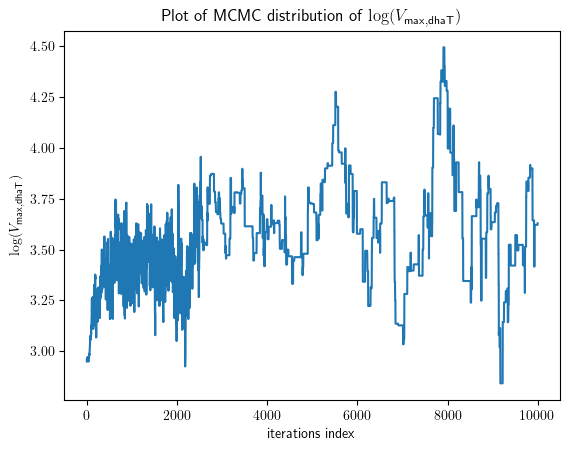 Plot of MCMC distribution of log(V_max,dhaT)
4.50
4.25
4.00
3.75
3.50
3.25
3.00
log(V_max,dhaT)
0 2000 4000 6000 8000 10000
iterations index